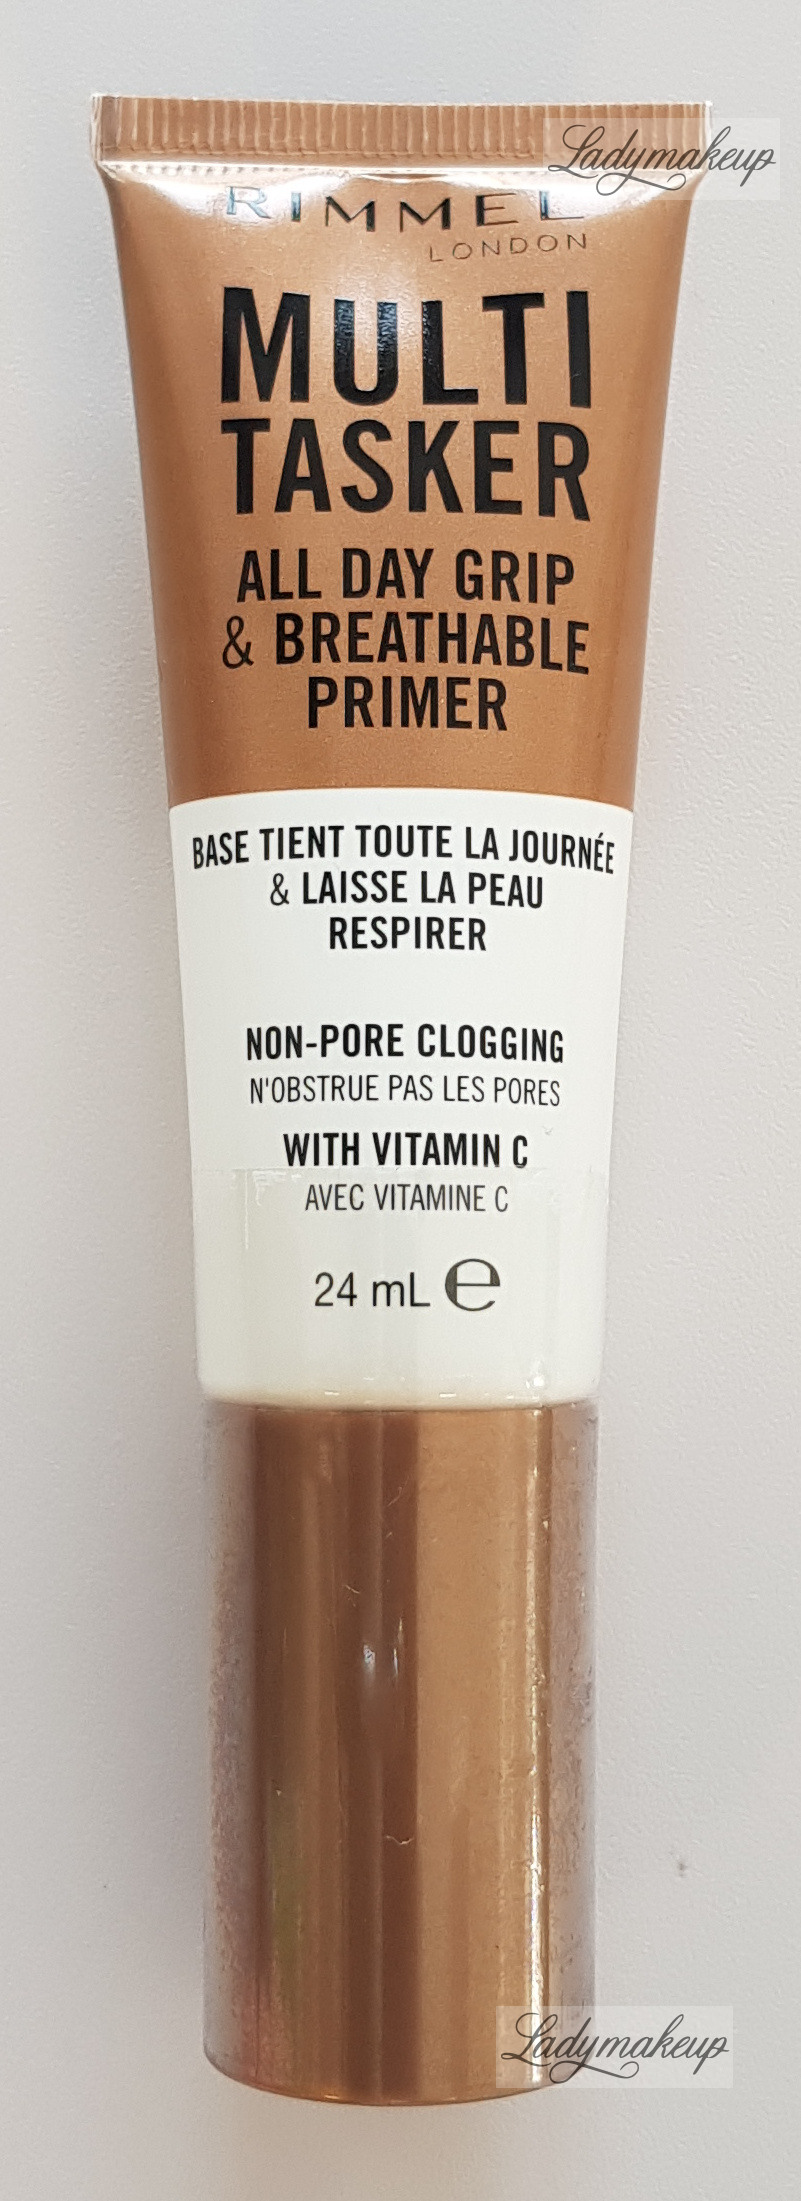 Ladymakeup
RIMMEL
LONDON
MULTI
TASKER
ALL DAY GRIP
& BREATHABLE
PRIMER
BASE TIENT TOUTE LA JOURNÉE
& LAISSE LA PEAU
RESPIRER
NON-PORE CLOGGING
N'OBSTRUE PAS LES PORES
WITH VITAMIN C
AVEC VITAMINE C
24 mL ℮
Ladymakeup